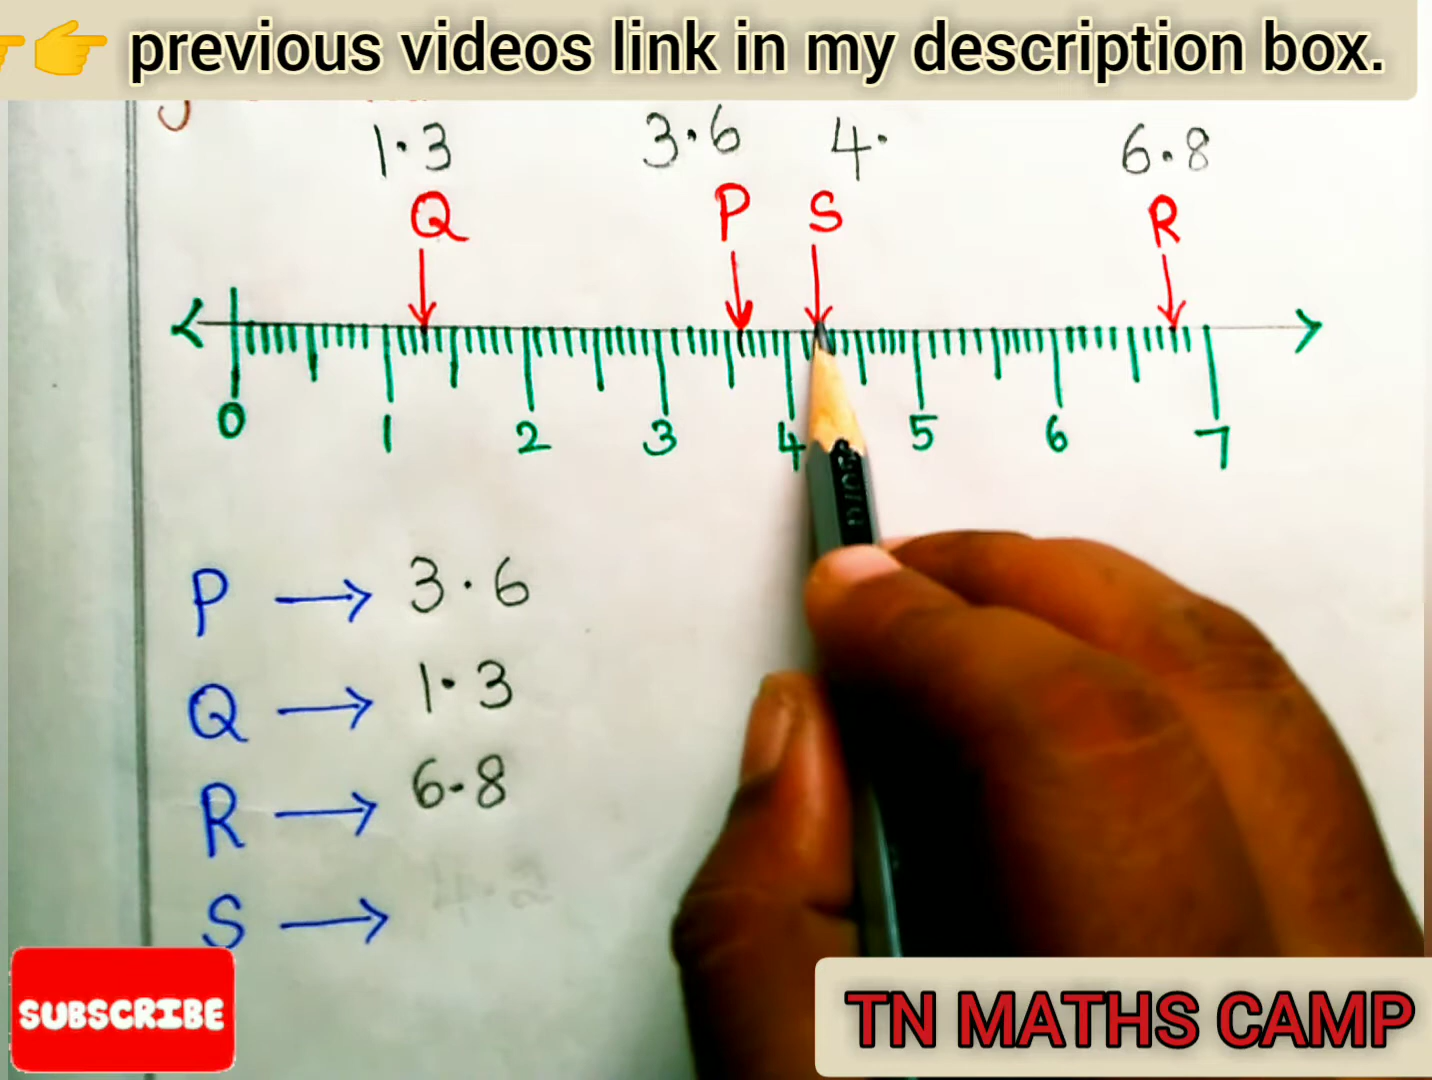 👉 previous videos link in my description box.
1.3 3.6 4. 6.8
Q P S R
0 1 2 3 4 5 6 7
P → 3.6
Q → 1.3
R → 6.8
S →
SUBSCRIBE
TN MATHS CAMP